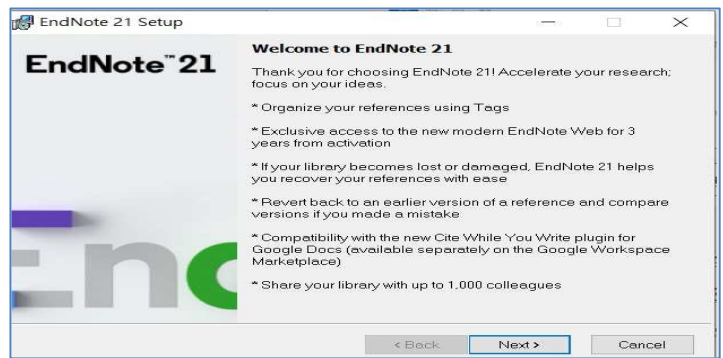 EndNote 21 Setup
EndNote™21
Welcome to EndNote 21
Thank you for choosing EndNote 21! Accelerate your research;
focus on your ideas.
* Organize your references using Tags
* Exclusive access to the new modern EndNote Web for 3
years from activation
* If your library becomes lost or damaged, EndNote 21 helps
you recover your references with ease
* Revert back to an earlier version of a reference and compare
versions if you made a mistake
* Compatibility with the new Cite While You Write plugin for
Google Docs (available separately on the Google Workspace
Marketplace)
* Share your library with up to 1,000 colleagues
Enc
< Back
Next >
Cancel